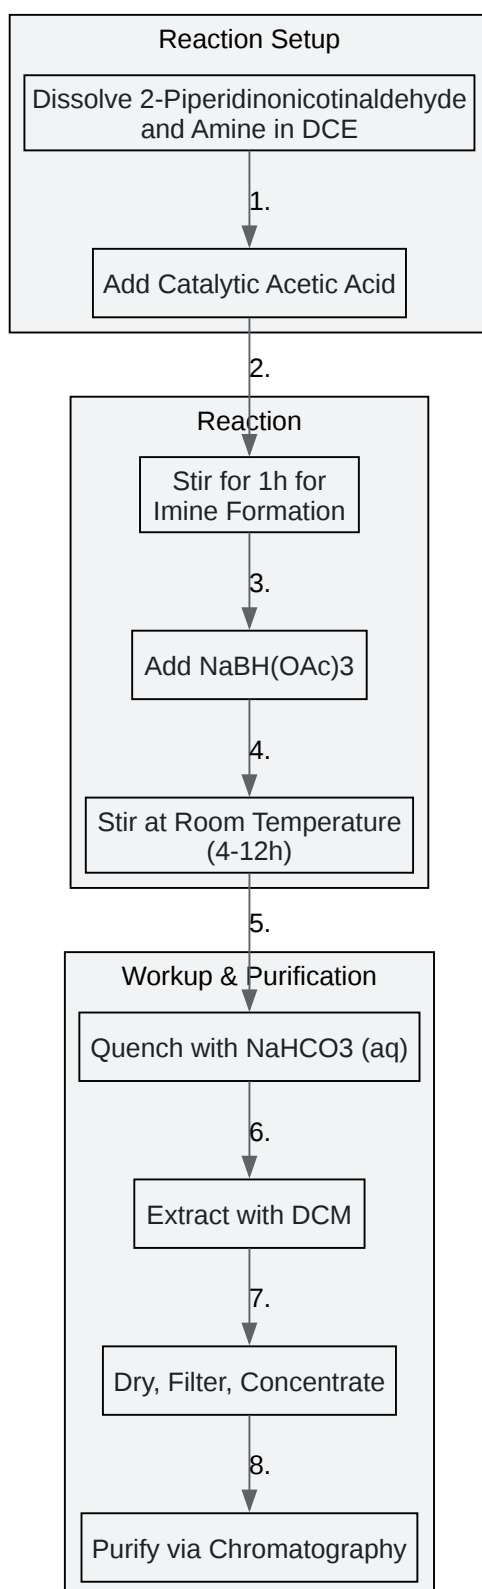 Reaction Setup
Dissolve 2-Piperidinonicotinaldehyde
and Amine in DCE
1.
Add Catalytic Acetic Acid
2.
Reaction
Stir for 1h for
Imine Formation
3.
Add NaBH(OAc)3
4.
Stir at Room Temperature
(4-12h)
5.
Workup & Purification
Quench with NaHCO3 (aq)
6.
Extract with DCM
7.
Dry, Filter, Concentrate
8.
Purify via Chromatography